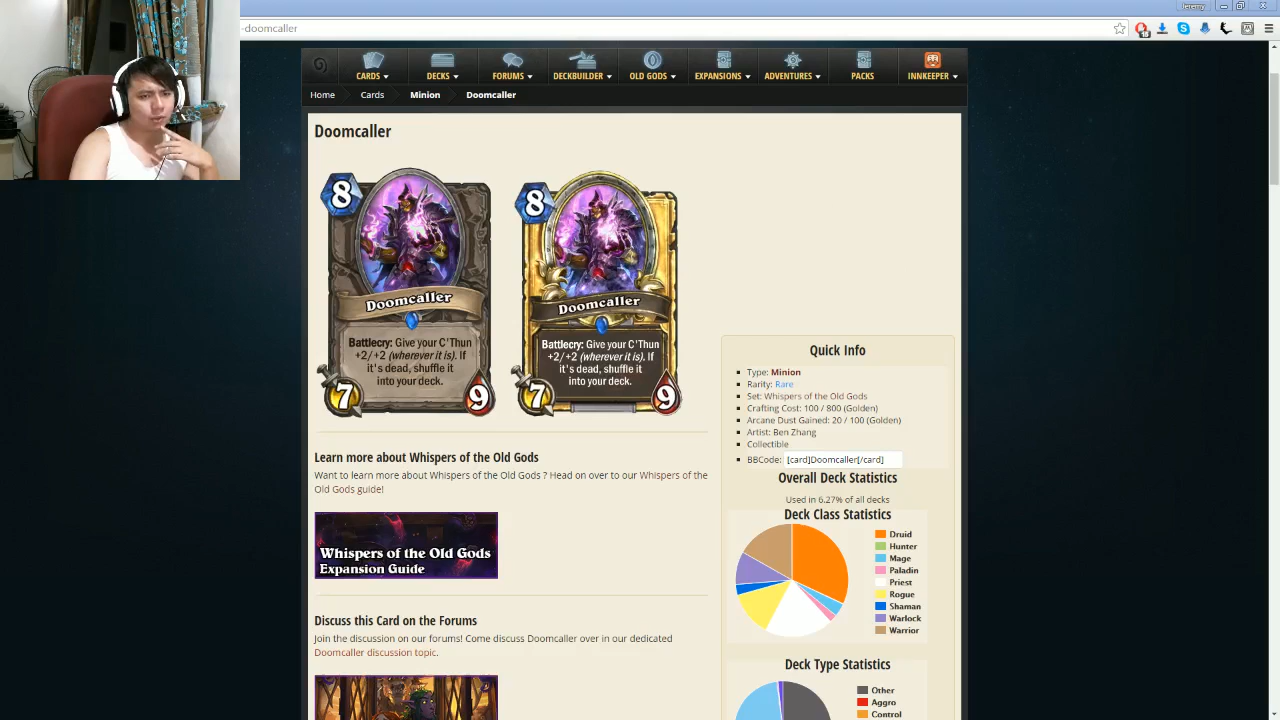 Jeremy
-doomcaller
18
CARDS DECKS FORUMS DECKBUILDER OLD GODS EXPANSIONS ADVENTURES PACKS INNKEEPER
Home Cards Minion Doomcaller
Doomcaller
8
Doomcaller
Battlecry: Give your C'Thun
+2/+2 (wherever it is). If
it's dead, shuffle it
into your deck.
7 9
8
Doomcaller
Battlecry: Give your C'Thun
+2/+2 (wherever it is). If
it's dead, shuffle it
into your deck.
7 9
Learn more about Whispers of the Old Gods
Want to learn more about Whispers of the Old Gods ? Head on over to our Whispers of the
Old Gods guide!
Whispers of the Old Gods
Expansion Guide
Discuss this Card on the Forums
Join the discussion on our forums! Come discuss Doomcaller over in our dedicated
Doomcaller discussion topic.
Quick Info
Type: Minion
Rarity: Rare
Set: Whispers of the Old Gods
Crafting Cost: 100 / 800 (Golden)
Arcane Dust Gained: 20 / 100 (Golden)
Artist: Ben Zhang
Collectible
BBCode: [card]Doomcaller[/card]
Overall Deck Statistics
Used in 6.27% of all decks
Deck Class Statistics
Druid
Hunter
Mage
Paladin
Priest
Rogue
Shaman
Warlock
Warrior
Deck Type Statistics
Other
Aggro
Control